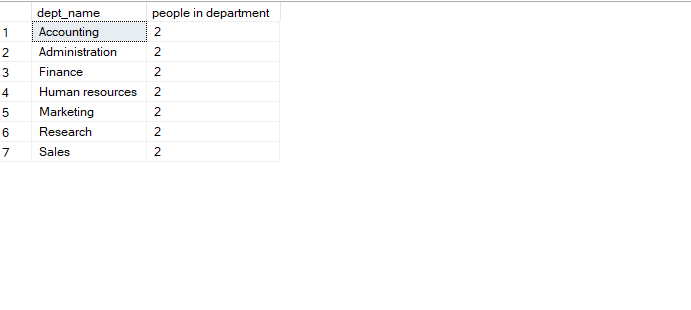 dept_name people in department
1 Accounting 2
2 Administration 2
3 Finance 2
4 Human resources 2
5 Marketing 2
6 Research 2
7 Sales 2